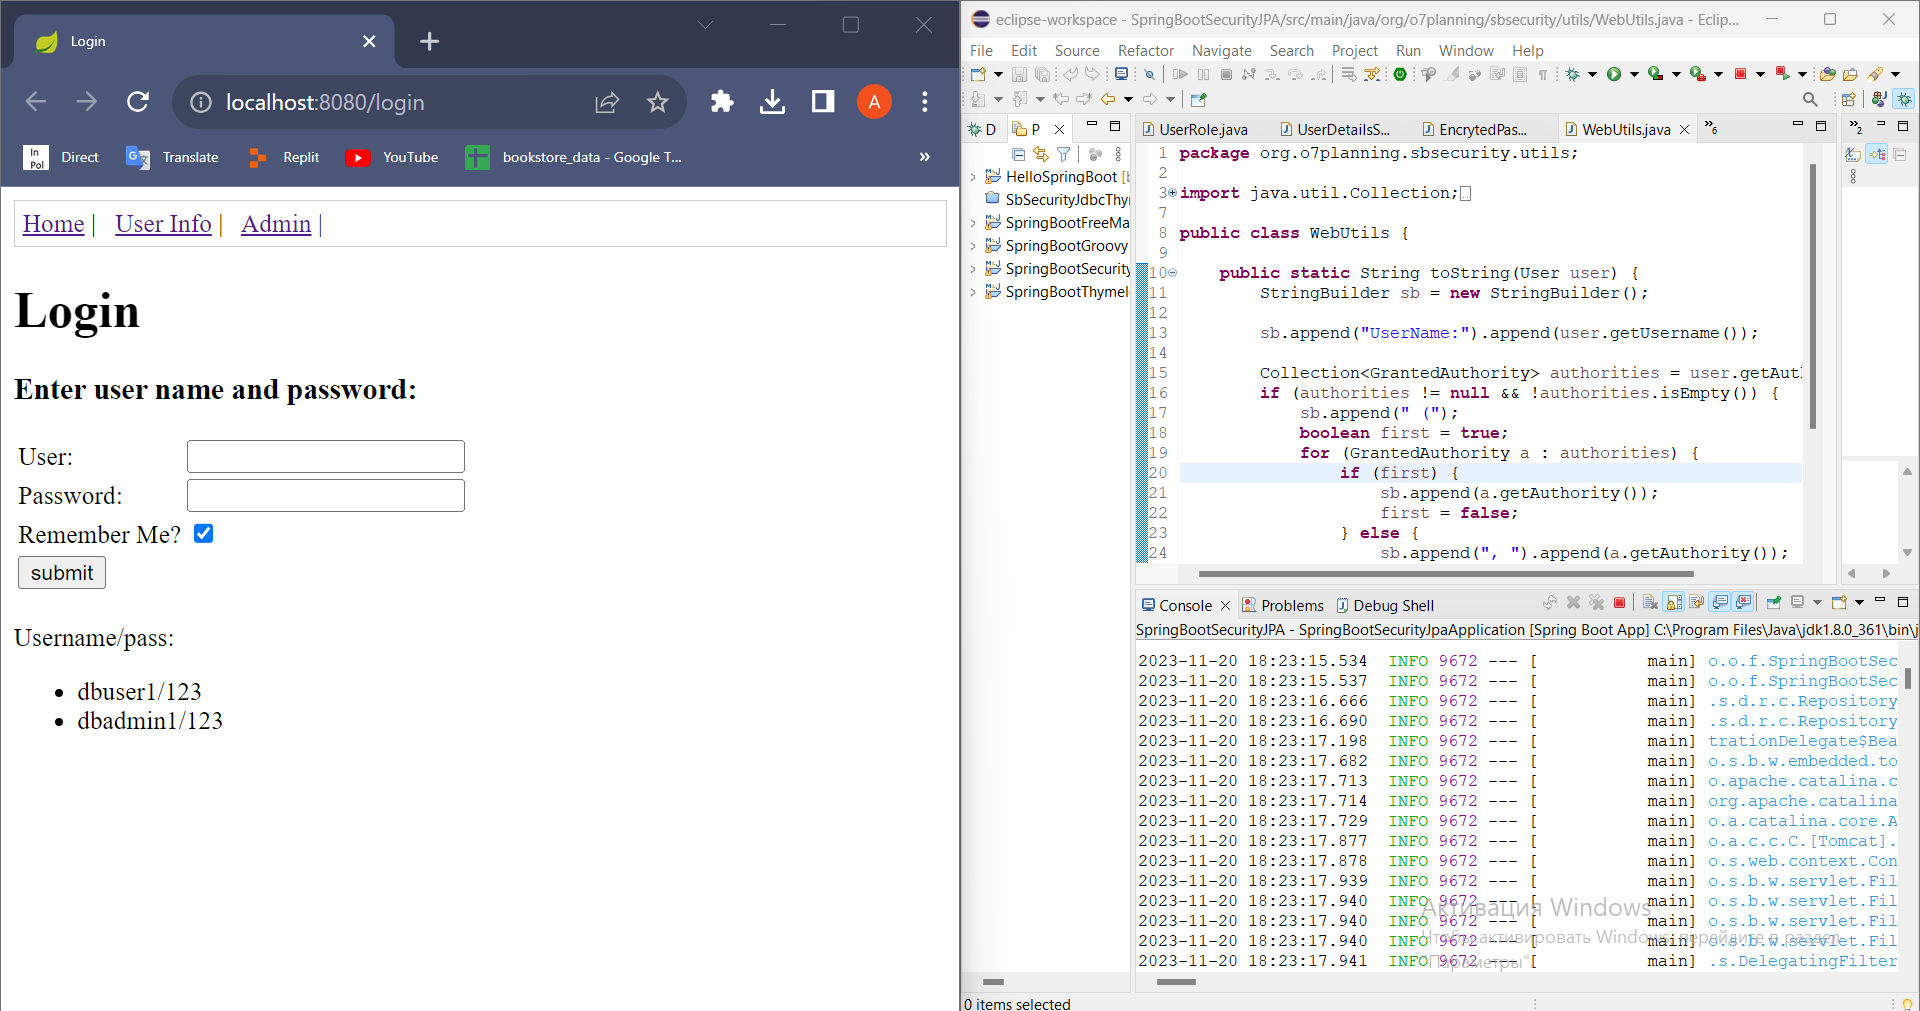 Login
localhost:8080/login
A
In Pol Direct
Translate
Replit
YouTube
bookstore_data - Google T...
»
Home | User Info | Admin |
Login
Enter user name and password:
User:
Password:
Remember Me?
submit
Username/pass:
• dbuser1/123
• dbadmin1/123
eclipse-workspace - SpringBootSecurityJPA/src/main/java/org/o7planning/sbsecurity/utils/WebUtils.java - Eclip...
File Edit Source Refactor Navigate Search Project Run Window Help
D P
HelloSpringBoot [b
SbSecurityJdbcThy
SpringBootFreeMa
SpringBootGroovy
SpringBootSecurity
SpringBootThymel
UserRole.java UserDetailsS... EncrytedPas... WebUtils.java »6
»2
1 package org.o7planning.sbsecurity.utils;
2
3 import java.util.Collection;
7
8 public class WebUtils {
9
10 public static String toString(User user) {
11 StringBuilder sb = new StringBuilder();
12
13 sb.append("UserName:").append(user.getUsername());
14
15 Collection<GrantedAuthority> authorities = user.getAut
16 if (authorities != null && !authorities.isEmpty()) {
17 sb.append(" (");
18 boolean first = true;
19 for (GrantedAuthority a : authorities) {
20 if (first) {
21 sb.append(a.getAuthority());
22 first = false;
23 } else {
24 sb.append(", ").append(a.getAuthority());
Console Problems Debug Shell
SpringBootSecurityJPA - SpringBootSecurityJpaApplication [Spring Boot App] C:\Program Files\Java\jdk1.8.0_361\bin\j
2023-11-20 18:23:15.534 INFO 9672 --- [ main] o.o.f.SpringBootSec
2023-11-20 18:23:15.537 INFO 9672 --- [ main] o.o.f.SpringBootSec
2023-11-20 18:23:16.666 INFO 9672 --- [ main] .s.d.r.c.Repository
2023-11-20 18:23:16.690 INFO 9672 --- [ main] .s.d.r.c.Repository
2023-11-20 18:23:17.198 INFO 9672 --- [ main] trationDelegate$Bea
2023-11-20 18:23:17.682 INFO 9672 --- [ main] o.s.b.w.embedded.to
2023-11-20 18:23:17.713 INFO 9672 --- [ main] o.apache.catalina.c
2023-11-20 18:23:17.714 INFO 9672 --- [ main] org.apache.catalina
2023-11-20 18:23:17.729 INFO 9672 --- [ main] o.a.catalina.core.A
2023-11-20 18:23:17.877 INFO 9672 --- [ main] o.a.c.c.C.[Tomcat].
2023-11-20 18:23:17.878 INFO 9672 --- [ main] o.s.web.context.Con
2023-11-20 18:23:17.939 INFO 9672 --- [ main] o.s.b.w.servlet.Fil
2023-11-20 18:23:17.940 INFO 9672 --- [ main] o.s.b.w.servlet.Fil
2023-11-20 18:23:17.940 INFO 9672 --- [ main] o.s.b.w.servlet.Fil
2023-11-20 18:23:17.940 INFO 9672 --- [ main] o.s.b.w.servlet.Fil
2023-11-20 18:23:17.941 INFO 9672 --- [ main] .s.DelegatingFilter
Активация Windows
Чтобы активировать Windows, перейдите в раздел
"Параметры".
0 items selected